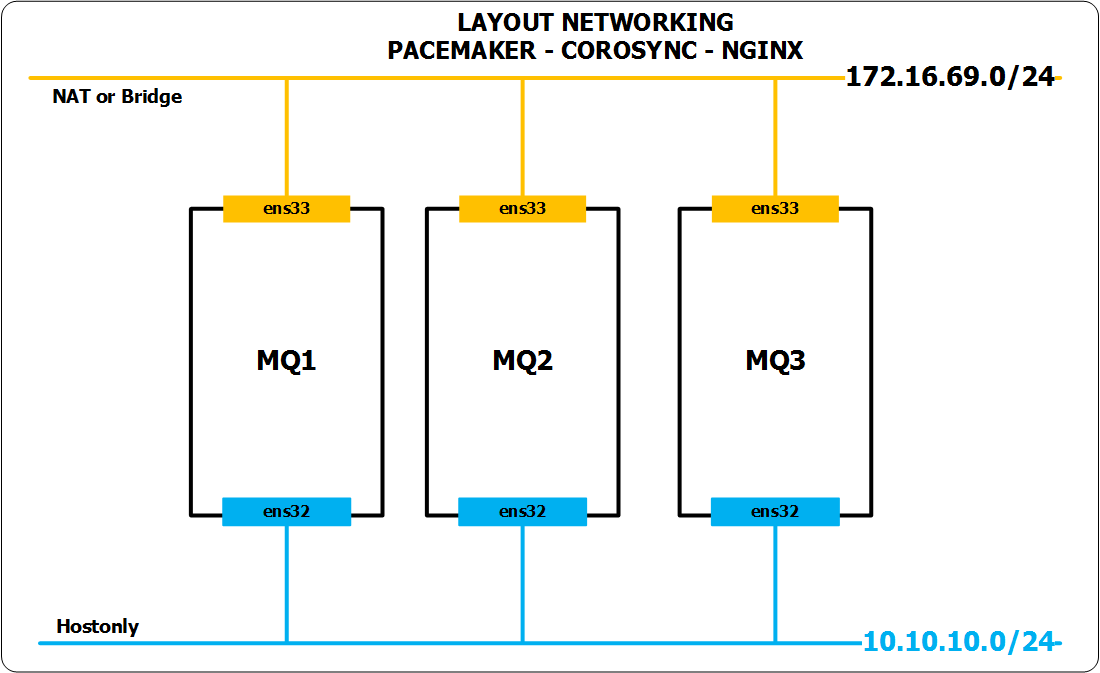 LAYOUT NETWORKING
PACEMAKER - COROSYNC - NGINX
172.16.69.0/24
NAT or Bridge
ens33 ens33 ens33
MQ1 MQ2 MQ3
ens32 ens32 ens32
Hostonly
10.10.10.0/24